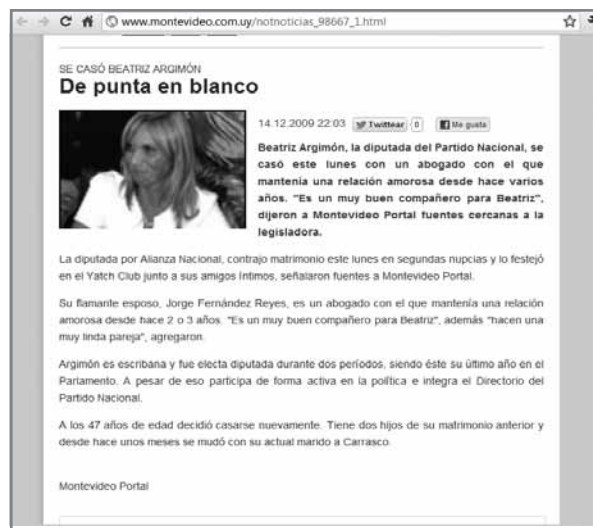 www.montevideo.com.uy/notnoticias_98667_1.html
SE CASÓ BEATRIZ ARGIMÓN
De punta en blanco
14.12.2009 22:03 Twittear 0 Me gusta
Beatriz Argimón, la diputada del Partido Nacional, se
casó este lunes con un abogado con el que
mantenía una relación amorosa desde hace varios
años. "Es un muy buen compañero para Beatriz",
dijeron a Montevideo Portal fuentes cercanas a la
legisladora.
La diputada por Alianza Nacional, contrajo matrimonio este lunes en segundas nupcias y lo festejó
en el Yatch Club junto a sus amigos íntimos, señalaron fuentes a Montevideo Portal.
Su flamante esposo, Jorge Fernández Reyes, es un abogado con el que mantenía una relación
amorosa desde hace 2 o 3 años. "Es un muy buen compañero para Beatriz", además "hacen una
muy linda pareja", agregaron.
Argimón es escribana y fue electa diputada durante dos períodos, siendo éste su último año en el
Parlamento. A pesar de eso participa de forma activa en la política e integra el Directorio del
Partido Nacional.
A los 47 años de edad decidió casarse nuevamente. Tiene dos hijos de su matrimonio anterior y
desde hace unos meses se mudó con su actual marido a Carrasco.
Montevideo Portal